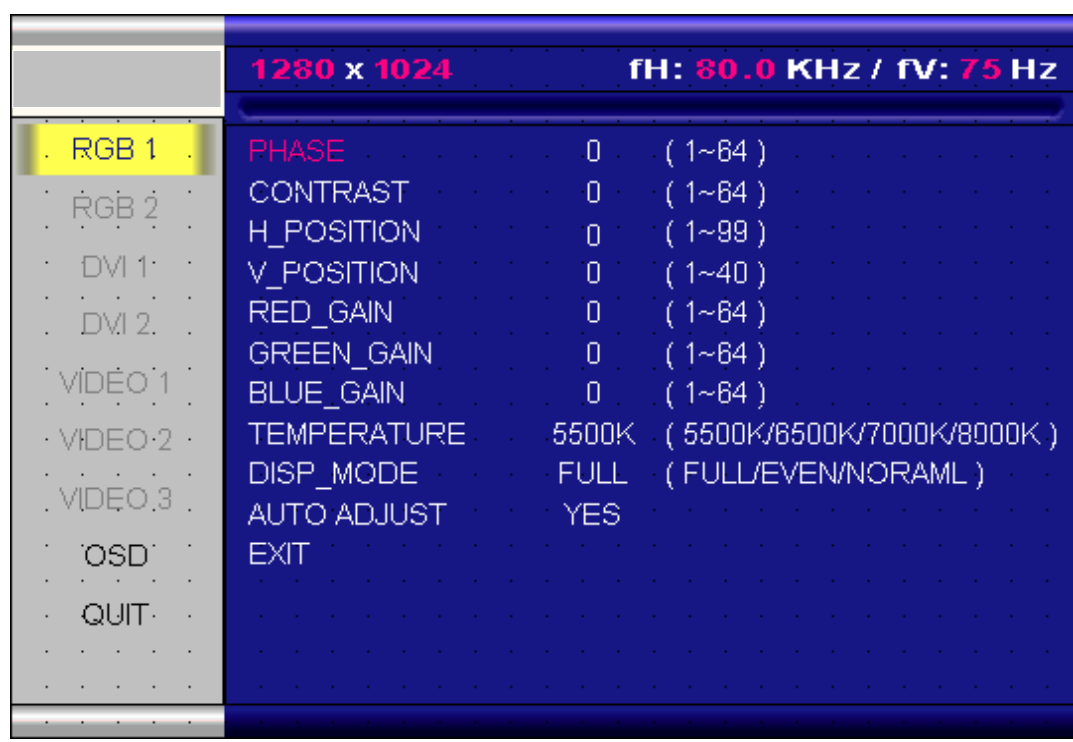 1280 x 1024 fH: 80.0 KHz / fV: 75 Hz
RGB 1
RGB 2
DVI 1
DVI 2
VIDEO 1
VIDEO 2
VIDEO 3
OSD
QUIT
PHASE 0 ( 1~64 )
CONTRAST 0 ( 1~64 )
H_POSITION 0 ( 1~99 )
V_POSITION 0 ( 1~40 )
RED_GAIN 0 ( 1~64 )
GREEN_GAIN 0 ( 1~64 )
BLUE_GAIN 0 ( 1~64 )
TEMPERATURE 5500K ( 5500K/6500K/7000K/8000K )
DISP_MODE FULL ( FULL/EVEN/NORAML )
AUTO ADJUST YES
EXIT